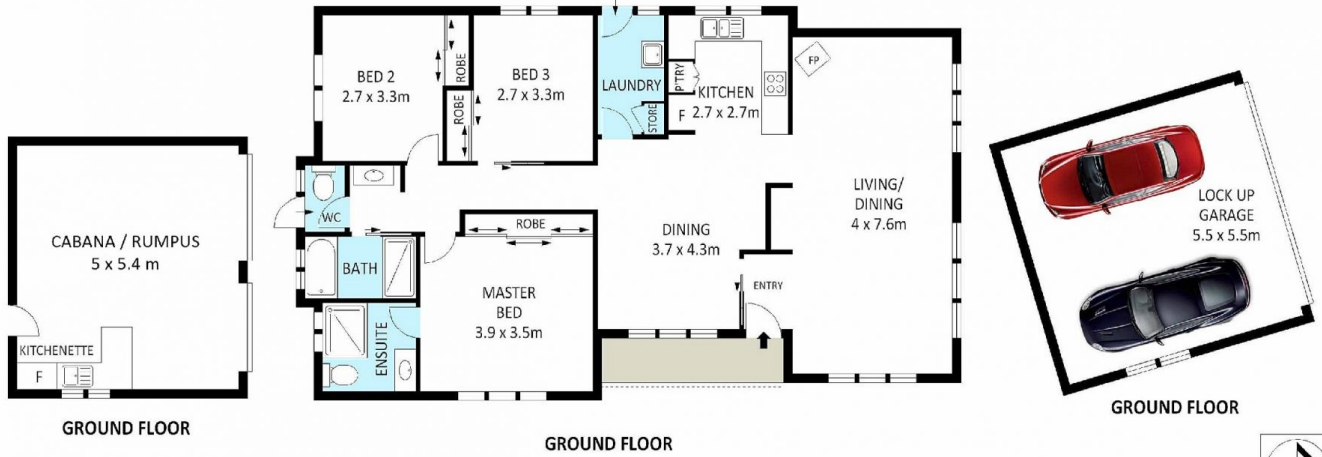 CABANA / RUMPUS
5 x 5.4 m
KITCHENETTE
F
GROUND FLOOR
BED 2
2.7 x 3.3m
ROBE
ROBE
BED 3
2.7 x 3.3m
LAUNDRY
STORE
P'TRY
F
KITCHEN
2.7 x 2.7m
FP
WC
BATH
ENSUITE
ROBE
MASTER
BED
3.9 x 3.5m
DINING
3.7 x 4.3m
ENTRY
LIVING/
DINING
4 x 7.6m
GROUND FLOOR
LOCK UP
GARAGE
5.5 x 5.5m
GROUND FLOOR